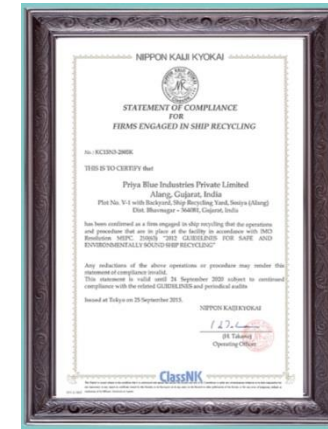 NIPPON KAIJI KYOKAI
STATEMENT OF COMPLIANCE
FOR
FIRMS ENGAGED IN SHIP RECYCLING
THIS IS TO CERTIFY that
Priya Blue Industries Private Limited
Alang, Gujarat, India
Plot No. V-1 with Backyard, Ship Recycling Yard, Sosiya (Alang)
Dist. Bhavnagar – 364081, Gujarat, India
has been confirmed as a firm engaged in ship recycling that the operations
and procedure that are in place at the facility in accordance with IMO
Resolution MEPC. "2012 GUIDELINES FOR SAFE AND
ENVIRONMENTALLY SOUND SHIP RECYCLING"
Any reductions of the above operations or procedure may render this
statement of compliance invalid.
This statement is valid until 24 September 2020 subject to continued
compliance with the related GUIDELINES and periodical audits
Issued at Tokyo on 25 September 2015.
NIPPON KAIJI KYOKAI
Operating Officer
ClassNK